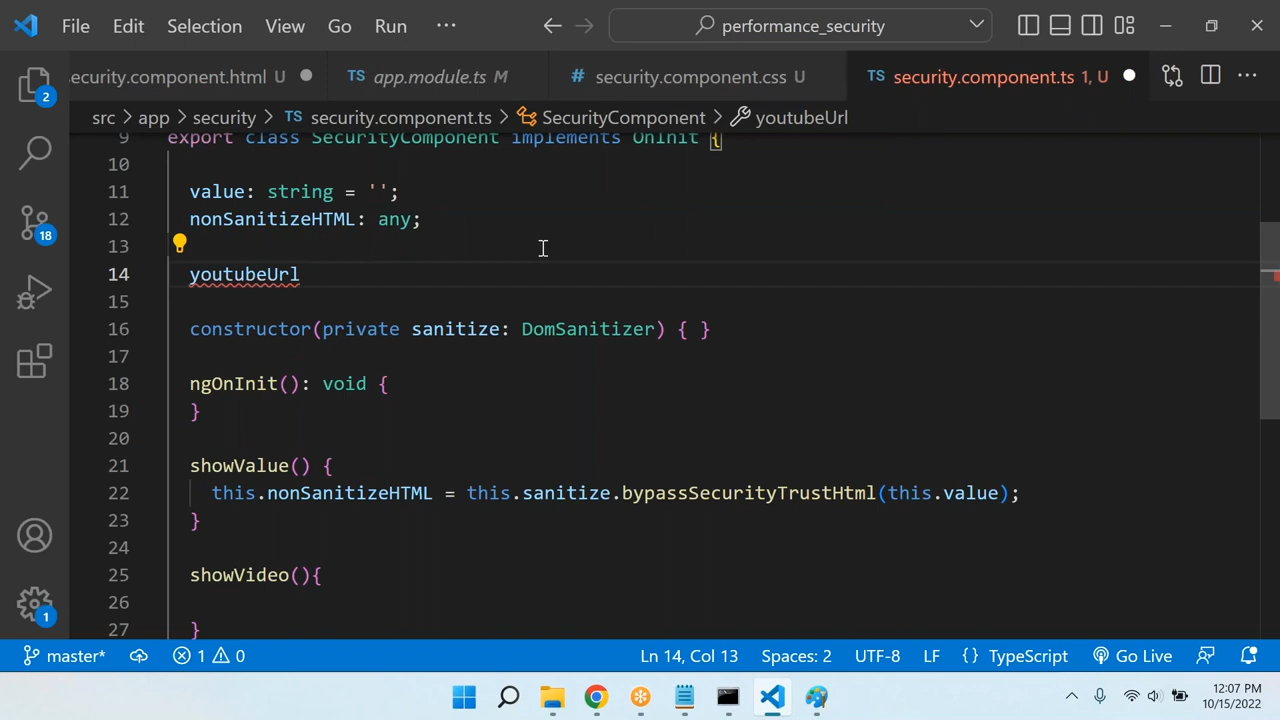 File Edit Selection View Go Run ··· performance_security
ecurity.component.html U TS app.module.ts M # security.component.css U TS security.component.ts 1, U ···
src > app > security > TS security.component.ts > SecurityComponent > youtubeUrl
2
18
1
9 export class SecurityComponent implements OnInit {
10
11 value: string = '';
12 nonSanitizeHTML: any;
13
14 youtubeUrl
15
16 constructor(private sanitize: DomSanitizer) { }
17
18 ngOnInit(): void {
19 }
20
21 showValue() {
22 this.nonSanitizeHTML = this.sanitize.bypassSecurityTrustHtml(this.value);
23 }
24
25 showVideo(){
26
27 }
master* 1 0 Ln 14, Col 13 Spaces: 2 UTF-8 LF {} TypeScript Go Live
12:07 PM
10/15/2022